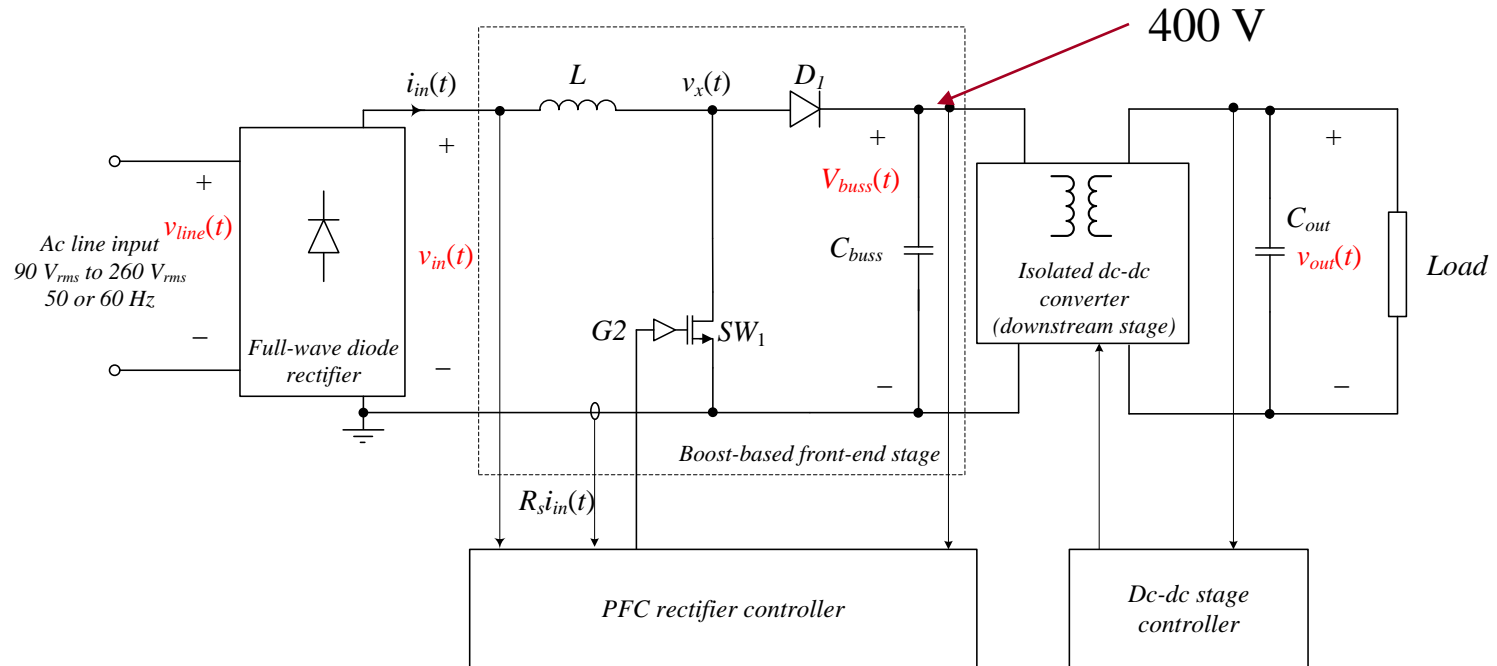 400 V
i_in(t)
L
v_x(t)
D_1
+
+
+
+
v_line(t)
Ac line input
90 V_rms to 260 V_rms
50 or 60 Hz
v_in(t)
V_buss(t)
C_buss
C_out
v_out(t)
Load
Isolated dc-dc
converter
(downstream stage)
G2
SW_1
Full-wave diode
rectifier
–
–
–
–
Boost-based front-end stage
R_s i_in(t)
PFC rectifier controller
Dc-dc stage
controller